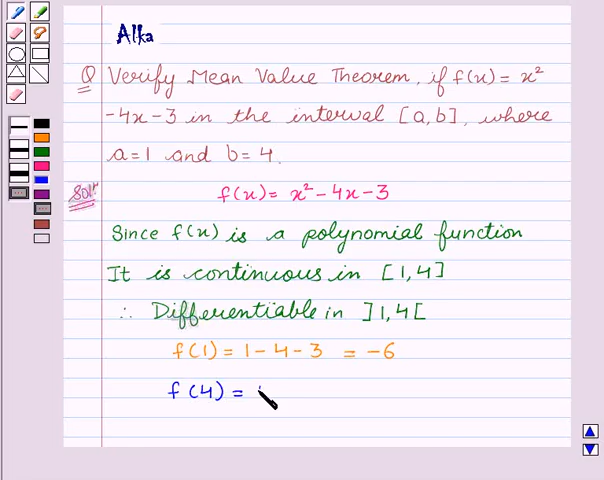 Alka
Q Verify Mean Value Theorem, if f(x) = x²
-4x-3 in the interval [a,b], where
a=1 and b=4.
Solⁿ f(x) = x²-4x-3
Since f(x) is a polynomial function
It is continuous in [1,4]
∴ Differentiable in ]1,4[
f(1) = 1-4-3 = -6
f(4) =